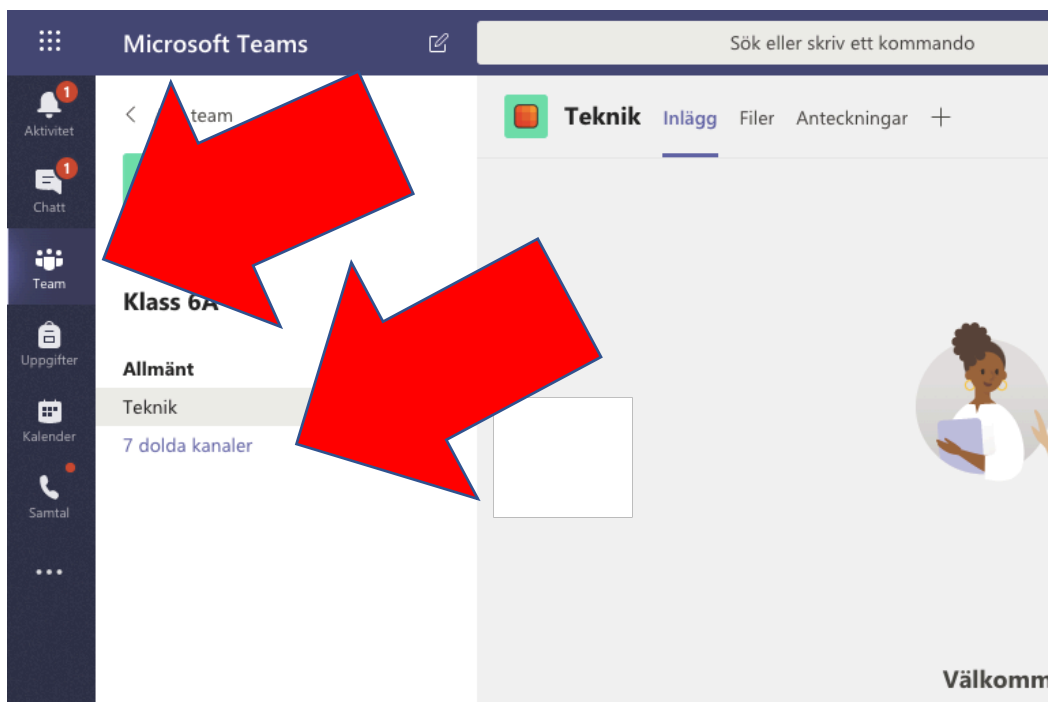 Microsoft Teams
Sök eller skriv ett kommando
1
Aktivitet
1
Chatt
Team
Uppgifter
Kalender
Samtal
team
Klass 6A
Allmänt
Teknik
7 dolda kanaler
Teknik Inlägg Filer Anteckningar